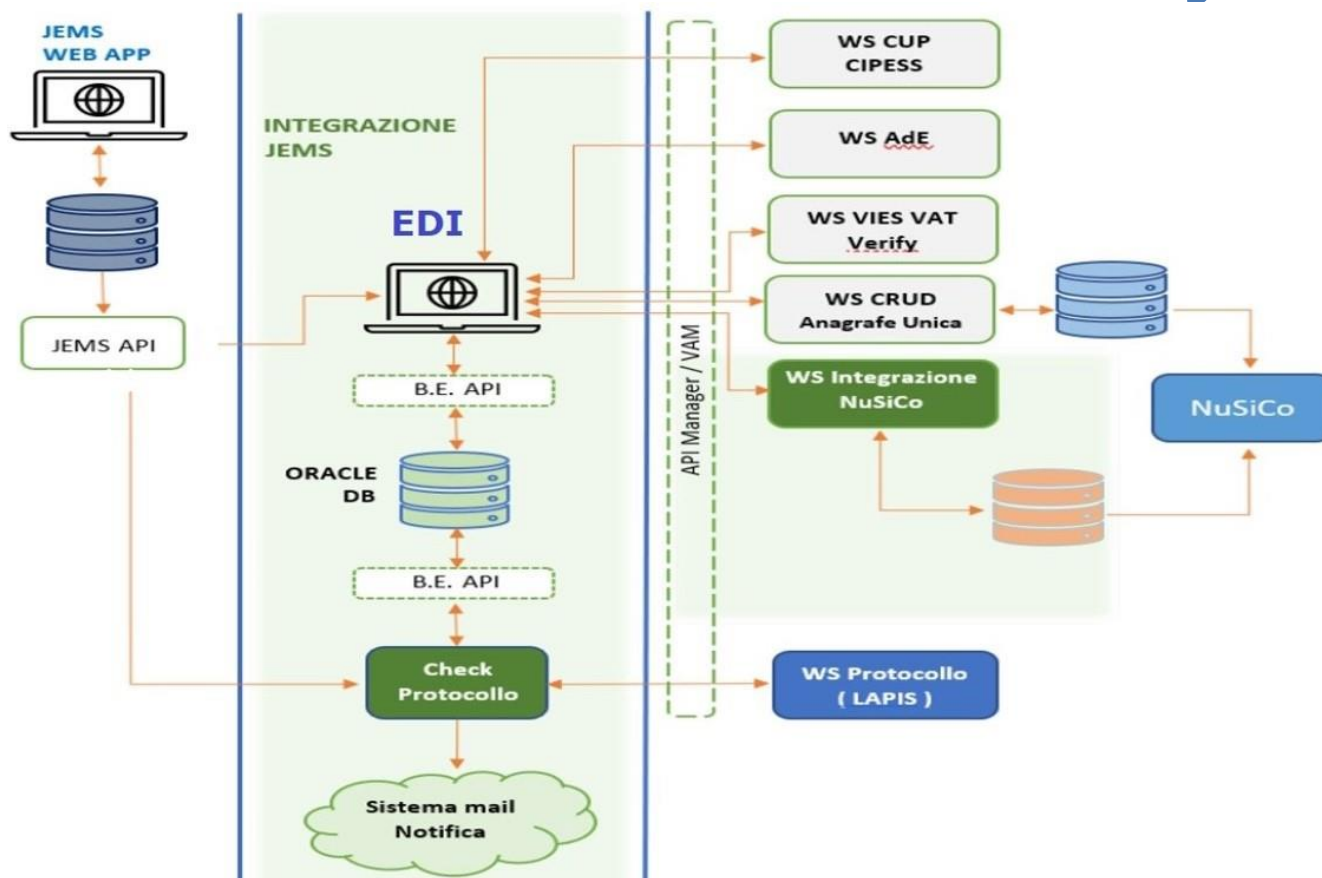 JEMS
WEB APP
JEMS API
INTEGRAZIONE
JEMS
EDI
B.E. API
ORACLE
DB
B.E. API
Check
Protocollo
Sistema mail
Notifica
API Manager / VAM
WS CUP
CIPESS
WS AdE
WS VIES VAT
Verify
WS CRUD
Anagrafe Unica
WS Integrazione
NuSiCo
NuSiCo
WS Protocollo
( LAPIS )